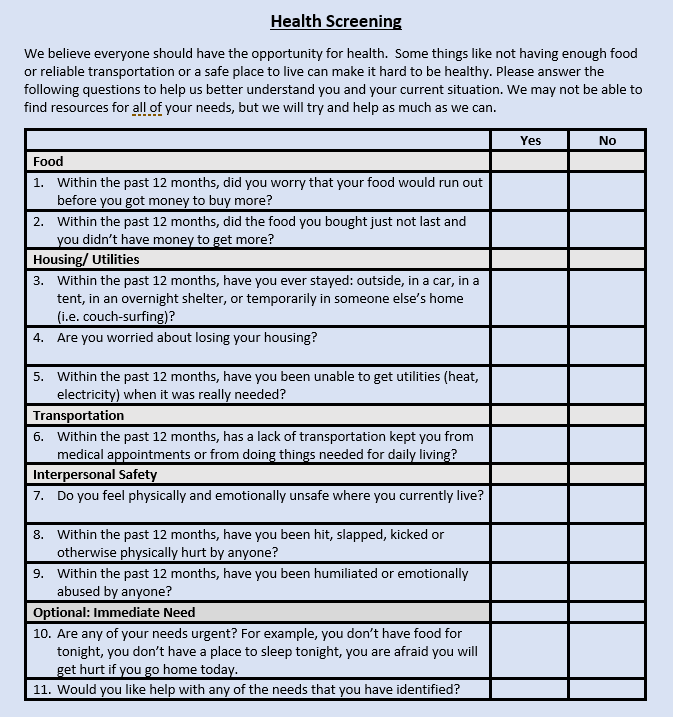 Health Screening
We believe everyone should have the opportunity for health.  Some things like not having enough food
or reliable transportation or a safe place to live can make it hard to be healthy. Please answer the
following questions to help us better understand you and your current situation. We may not be able to
find resources for all of your needs, but we will try and help as much as we can.
Yes No
Food
1. Within the past 12 months, did you worry that your food would run out
before you got money to buy more?
2. Within the past 12 months, did the food you bought just not last and
you didn't have money to get more?
Housing/ Utilities
3. Within the past 12 months, have you ever stayed: outside, in a car, in a
tent, in an overnight shelter, or temporarily in someone else's home
(i.e. couch-surfing)?
4. Are you worried about losing your housing?
5. Within the past 12 months, have you been unable to get utilities (heat,
electricity) when it was really needed?
Transportation
6. Within the past 12 months, has a lack of transportation kept you from
medical appointments or from doing things needed for daily living?
Interpersonal Safety
7. Do you feel physically and emotionally unsafe where you currently live?
8. Within the past 12 months, have you been hit, slapped, kicked or
otherwise physically hurt by anyone?
9. Within the past 12 months, have you been humiliated or emotionally
abused by anyone?
Optional: Immediate Need
10. Are any of your needs urgent? For example, you don't have food for
tonight, you don't have a place to sleep tonight, you are afraid you will
get hurt if you go home today.
11. Would you like help with any of the needs that you have identified?